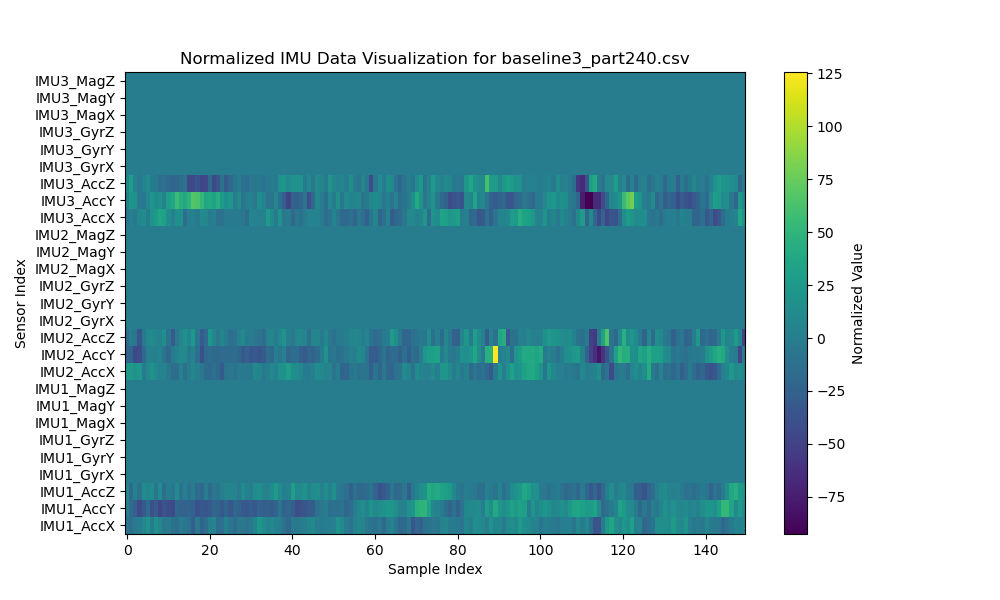 Normalized IMU Data Visualization for baseline3_part240.csv
IMU3_MagZ
IMU3_MagY
IMU3_MagX
IMU3_GyrZ
IMU3_GyrY
IMU3_GyrX
IMU3_AccZ
IMU3_AccY
IMU3_AccX
IMU2_MagZ
IMU2_MagY
IMU2_MagX
IMU2_GyrZ
IMU2_GyrY
IMU2_GyrX
IMU2_AccZ
IMU2_AccY
IMU2_AccX
IMU1_MagZ
IMU1_MagY
IMU1_MagX
IMU1_GyrZ
IMU1_GyrY
IMU1_GyrX
IMU1_AccZ
IMU1_AccY
IMU1_AccX
Sensor Index
0 20 40 60 80 100 120 140
Sample Index
125
100
75
50
25
0
−25
−50
−75
Normalized Value